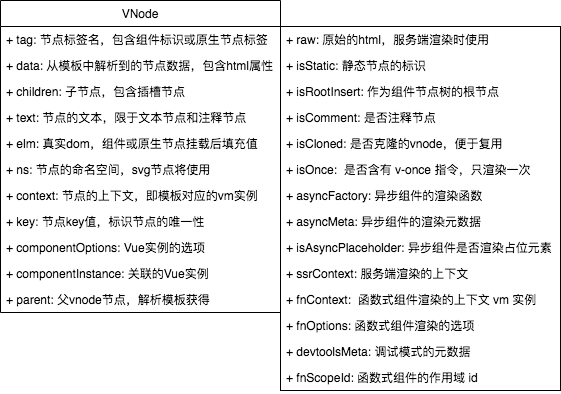 VNode
+ tag: 节点标签名，包含组件标识或原生节点标签
+ data: 从模板中解析到的节点数据，包含html属性
+ children: 子节点，包含插槽节点
+ text: 节点的文本，限于文本节点和注释节点
+ elm: 真实dom，组件或原生节点挂载后填充值
+ ns: 节点的命名空间，svg节点将使用
+ context: 节点的上下文，即模板对应的vm实例
+ key: 节点key值，标识节点的唯一性
+ componentOptions: Vue实例的选项
+ componentInstance: 关联的Vue实例
+ parent: 父vnode节点，解析模板获得
+ raw: 原始的html，服务端渲染时使用
+ isStatic: 静态节点的标识
+ isRootInsert: 作为组件节点树的根节点
+ isComment: 是否注释节点
+ isCloned: 是否克隆的vnode，便于复用
+ isOnce: 是否含有 v-once 指令，只渲染一次
+ asyncFactory: 异步组件的渲染函数
+ asyncMeta: 异步组件的渲染元数据
+ isAsyncPlaceholder: 异步组件是否渲染占位元素
+ ssrContext: 服务端渲染的上下文
+ fnContext: 函数式组件渲染的上下文 vm 实例
+ fnOptions: 函数式组件渲染的选项
+ devtoolsMeta: 调试模式的元数据
+ fnScopeId: 函数式组件的作用域 id